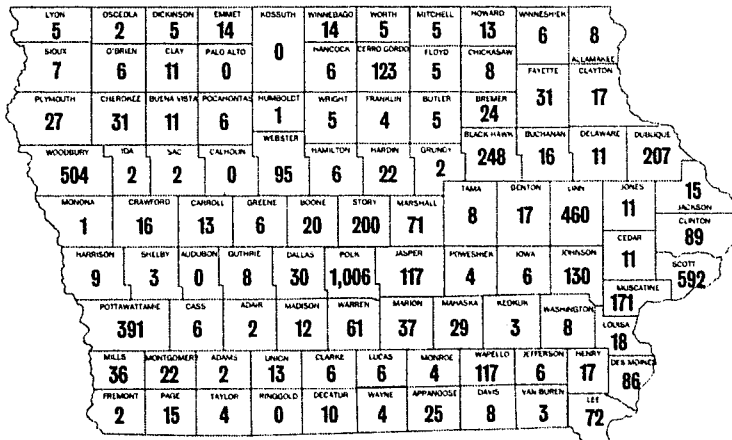 LYON 5
OSCEOLA 2
DICKINSON 5
EMMET 14
KOSSUTH 0
WINNEBAGO 14
WORTH 5
MITCHELL 5
HOWARD 13
WINNESHIEK 6
8 ALLAMAKEE
SIOUX 7
O'BRIEN 6
CLAY 11
PALO ALTO 0
HANCOCK 6
CERRO GORDO 123
FLOYD 5
CHICKASAW 8
FAYETTE 31
CLAYTON 17
PLYMOUTH 27
CHEROKEE 31
BUENA VISTA 11
POCAHONTAS 6
HUMBOLDT 1
WRIGHT 5
FRANKLIN 4
BUTLER 5
BREMER 24
WOODBURY 504
IDA 2
SAC 2
CALHOUN 0
WEBSTER 95
HAMILTON 6
HARDIN 22
GRUNDY 2
BLACK HAWK 248
BUCHANAN 16
DELAWARE 11
DUBUQUE 207
MONONA 1
CRAWFORD 16
CARROLL 13
GREENE 6
BOONE 20
STORY 200
MARSHALL 71
TAMA 8
BENTON 17
LINN 460
JONES 11
15 JACKSON
CLINTON 89
CEDAR 11
HARRISON 9
SHELBY 3
AUDUBON 0
GUTHRIE 8
DALLAS 30
POLK 1,006
JASPER 117
POWESHIEK 4
IOWA 6
JOHNSON 130
SCOTT 592
MUSCATINE 171
POTTAWATTAMIE 391
CASS 6
ADAIR 2
MADISON 12
WARREN 61
MARION 37
MAHASKA 29
KEOKUK 3
WASHINGTON 8
LOUISA 18
MILLS 36
MONTGOMERY 22
ADAMS 2
UNION 13
CLARKE 6
LUCAS 6
MONROE 4
WAPELLO 117
JEFFERSON 6
HENRY 17
DES MOINES 86
FREMONT 2
PAGE 15
TAYLOR 4
RINGGOLD 0
DECATUR 10
WAYNE 4
APPANOOSE 25
DAVIS 8
VAN BUREN 3
LEE 72